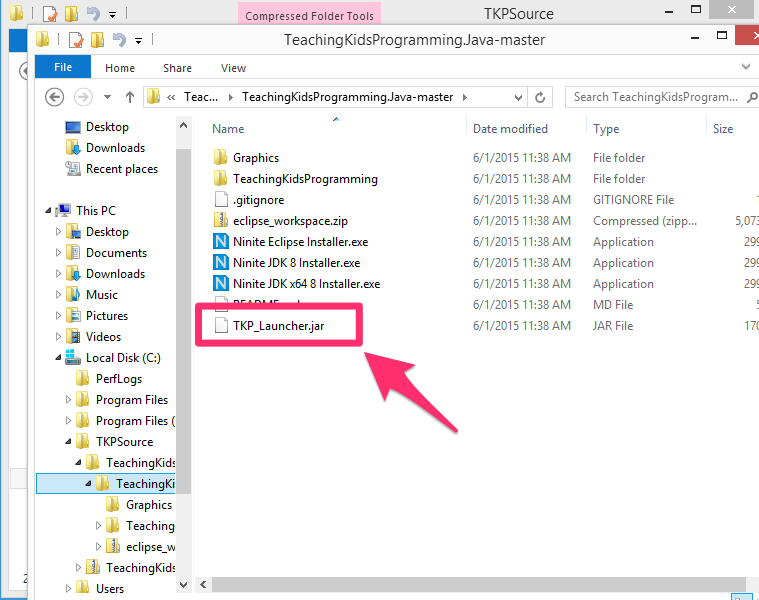 Compressed Folder Tools
TKPSource
TeachingKidsProgramming.Java-master
File
Home
Share
View
«
Teac...
TeachingKidsProgramming.Java-master
Search TeachingKidsProgram...
Desktop
Downloads
Recent places
This PC
Desktop
Documents
Downloads
Music
Pictures
Videos
Local Disk (C:)
PerfLogs
Program Files
Program Files (
TKPSource
TeachingKids
TeachingKi
Graphics
Teaching
eclipse_w
TeachingKids
Users
2
Name Date modified Type Size
Graphics 6/1/2015 11:38 AM File folder
TeachingKidsProgramming 6/1/2015 11:38 AM File folder
.gitignore 6/1/2015 11:38 AM GITIGNORE File
eclipse_workspace.zip 6/1/2015 11:38 AM Compressed (zipp... 5,073
Ninite Eclipse Installer.exe 6/1/2015 11:38 AM Application 299
Ninite JDK 8 Installer.exe 6/1/2015 11:38 AM Application 299
Ninite JDK x64 8 Installer.exe 6/1/2015 11:38 AM Application 299
6/1/2015 11:38 AM MD File
TKP_Launcher.jar 6/1/2015 11:38 AM JAR File 170